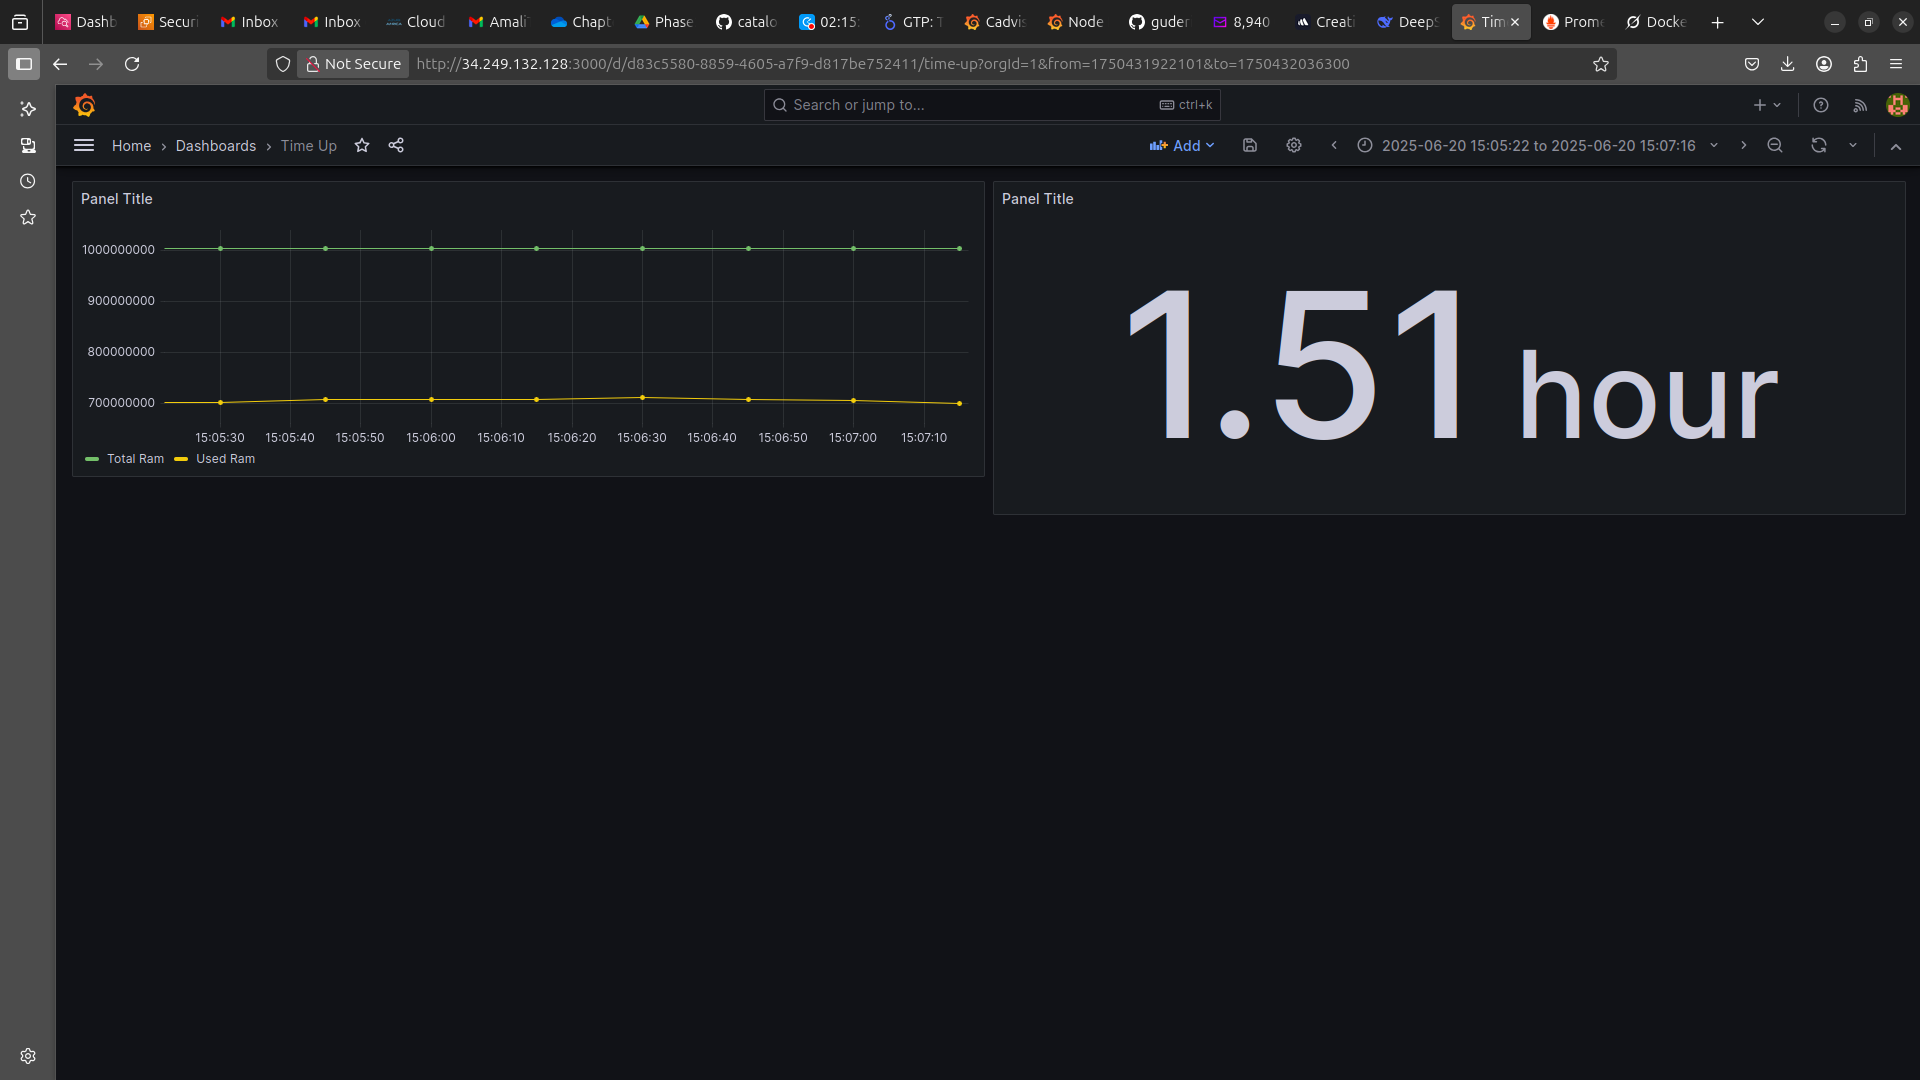 Dashb
Securi
Inbox
Inbox
Cloud
Amali
Chapt
Phase
catalo
02:15:
GTP: T
Cadvis
Node
guder
8,940
Creati
DeepS
Tim
Prome
Docke
Not Secure
http://34.249.132.128:3000/d/d83c5580-8859-4605-a7f9-d817be752411/time-up?orgId=1&from=1750431922101&to=1750432036300
Search or jump to...
ctrl+k
Home › Dashboards › Time Up
Add
2025-06-20 15:05:22 to 2025-06-20 15:07:16
Panel Title
1000000000
900000000
800000000
700000000
15:05:30 15:05:40 15:05:50 15:06:00 15:06:10 15:06:20 15:06:30 15:06:40 15:06:50 15:07:00 15:07:10
Total Ram Used Ram
Panel Title
1.51 hour